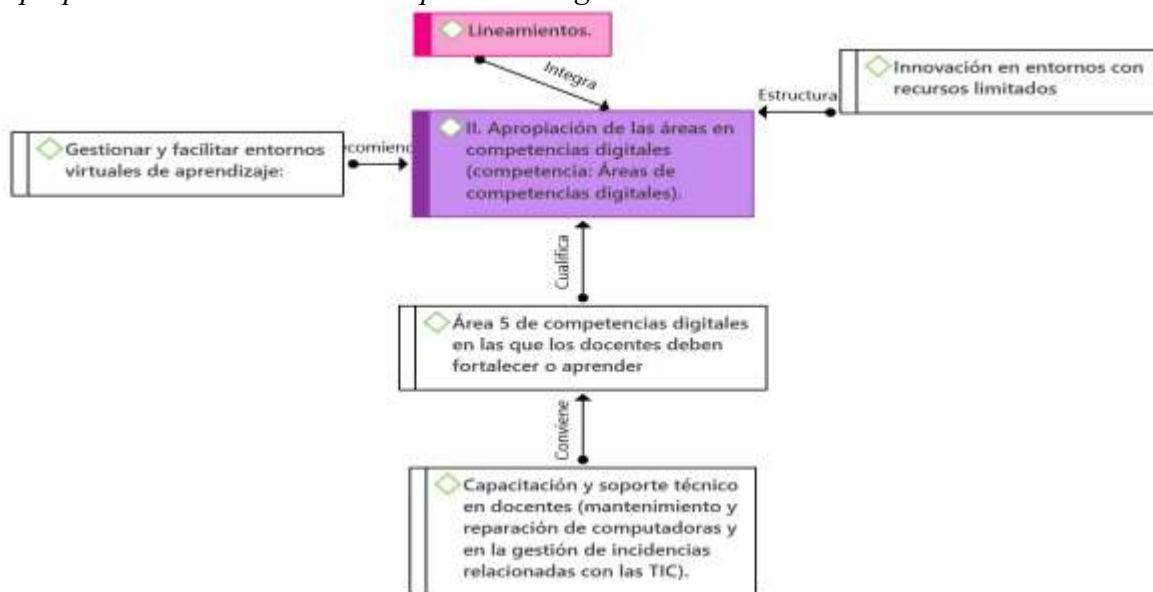 Lineamientos.
Integra
Innovación en entornos con
recursos limitados
Estructura
II. Apropiación de las áreas en
competencias digitales
(competencia: Áreas de
competencias digitales).
Gestionar y facilitar entornos
virtuales de aprendizaje:
Cualifica
Área 5 de competencias digitales
en las que los docentes deben
fortalecer o aprender
Conviene
Capacitación y soporte técnico
en docentes (mantenimiento y
reparación de computadoras y
en la gestión de incidencias
relacionadas con las TIC).